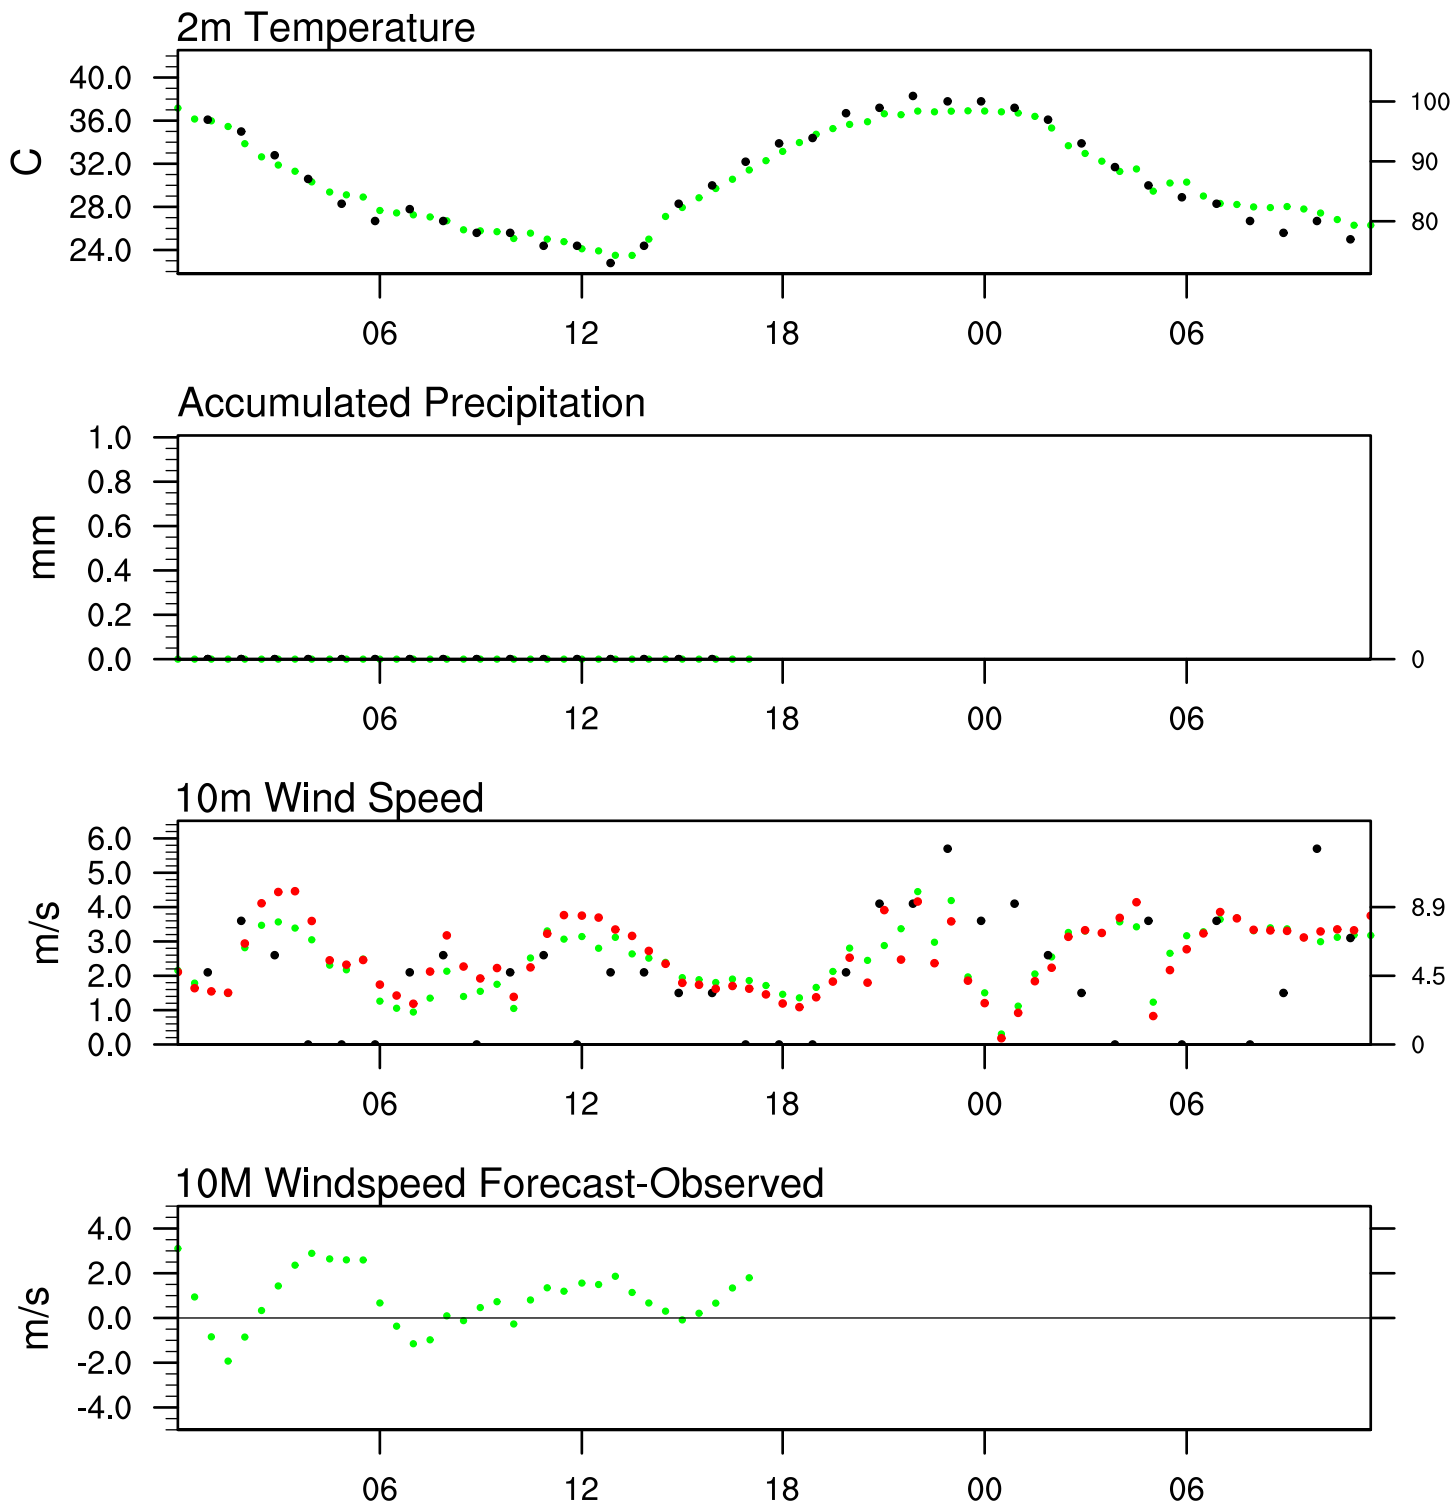 2m Temperature
40.0
36.0
32.0
28.0
24.0
C
100
90
80
06 12 18 00 06
Accumulated Precipitation
1.0
0.8
0.6
0.4
0.2
0.0
mm
0
06 12 18 00 06
10m Wind Speed
6.0
5.0
4.0
3.0
2.0
1.0
0.0
m/s
8.9
4.5
0
06 12 18 00 06
10M Windspeed Forecast-Observed
4.0
2.0
0.0
-2.0
-4.0
m/s
06 12 18 00 06